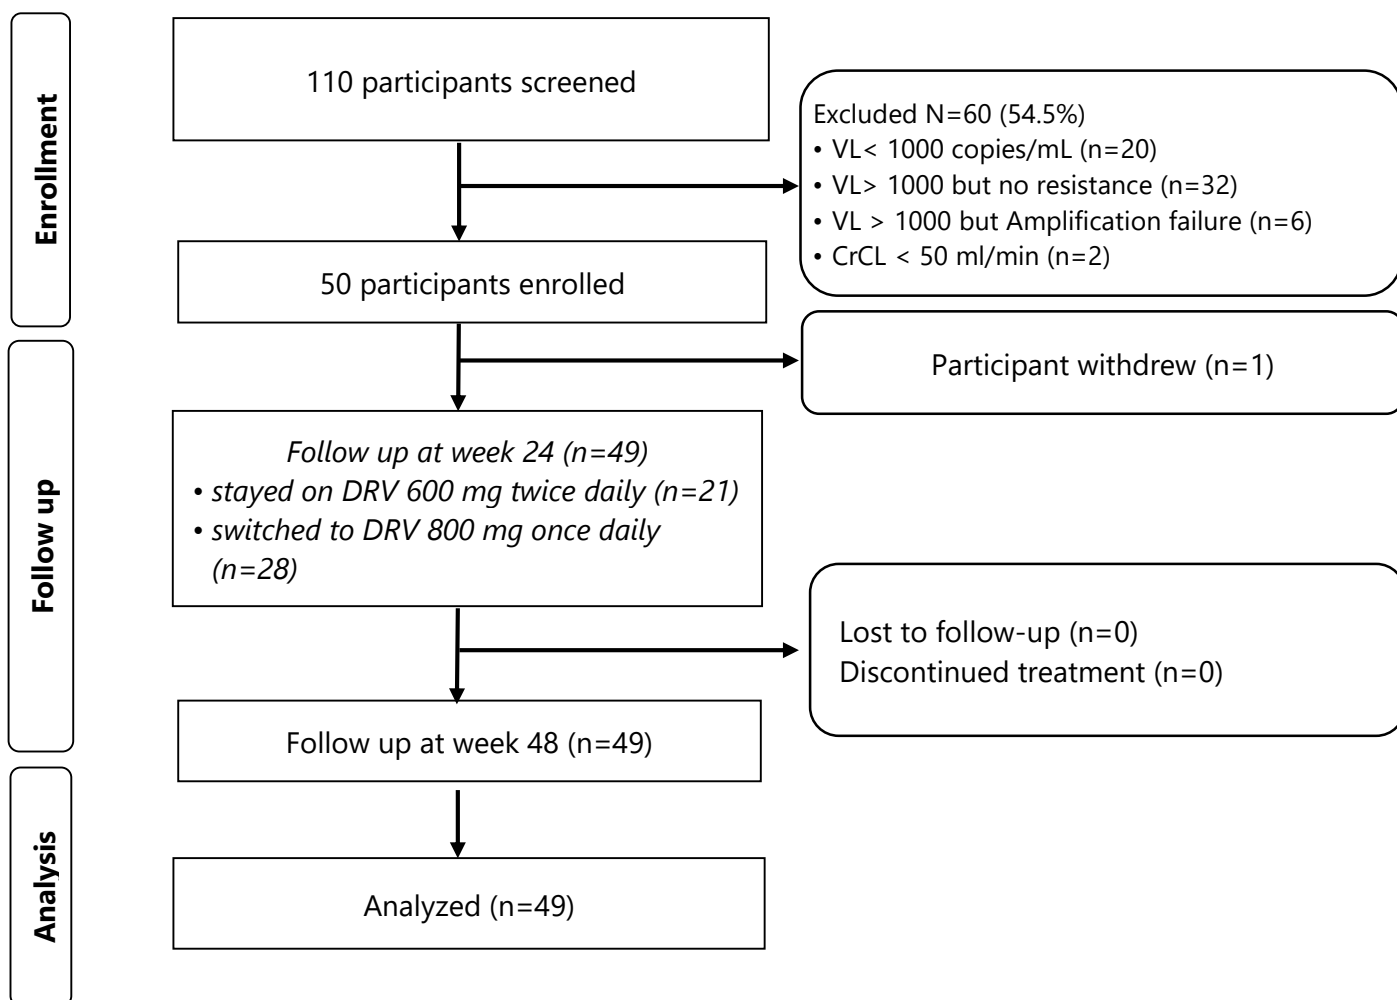 Enrollment
110 participants screened
Excluded N=60 (54.5%)
• VL< 1000 copies/mL (n=20)
• VL> 1000 but no resistance (n=32)
• VL > 1000 but Amplification failure (n=6)
• CrCL < 50 ml/min (n=2)
50 participants enrolled
Follow up
Participant withdrew (n=1)
Follow up at week 24 (n=49)
• stayed on DRV 600 mg twice daily (n=21)
• switched to DRV 800 mg once daily
(n=28)
Lost to follow-up (n=0)
Discontinued treatment (n=0)
Follow up at week 48 (n=49)
Analysis
Analyzed (n=49)